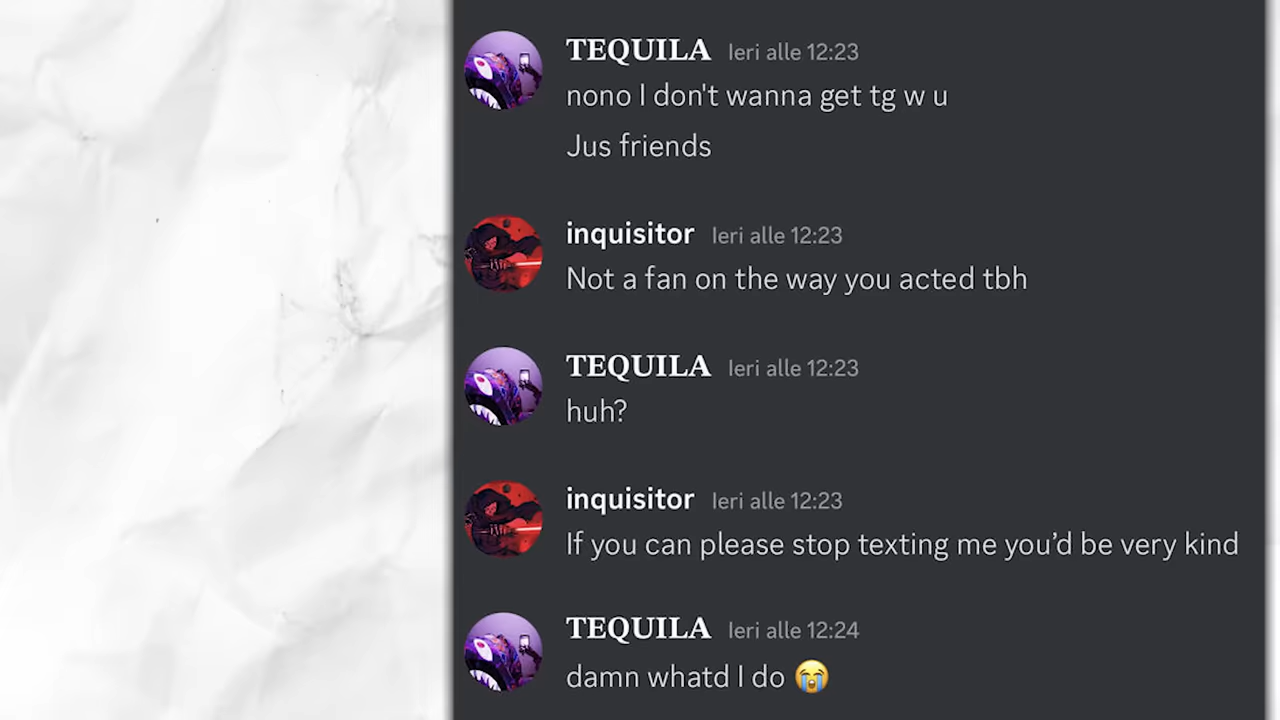 TEQUILA Ieri alle 12:23
nono I don't wanna get tg w u
Jus friends
inquisitor Ieri alle 12:23
Not a fan on the way you acted tbh
TEQUILA Ieri alle 12:23
huh?
inquisitor Ieri alle 12:23
If you can please stop texting me you’d be very kind
TEQUILA Ieri alle 12:24
damn whatd I do 😭